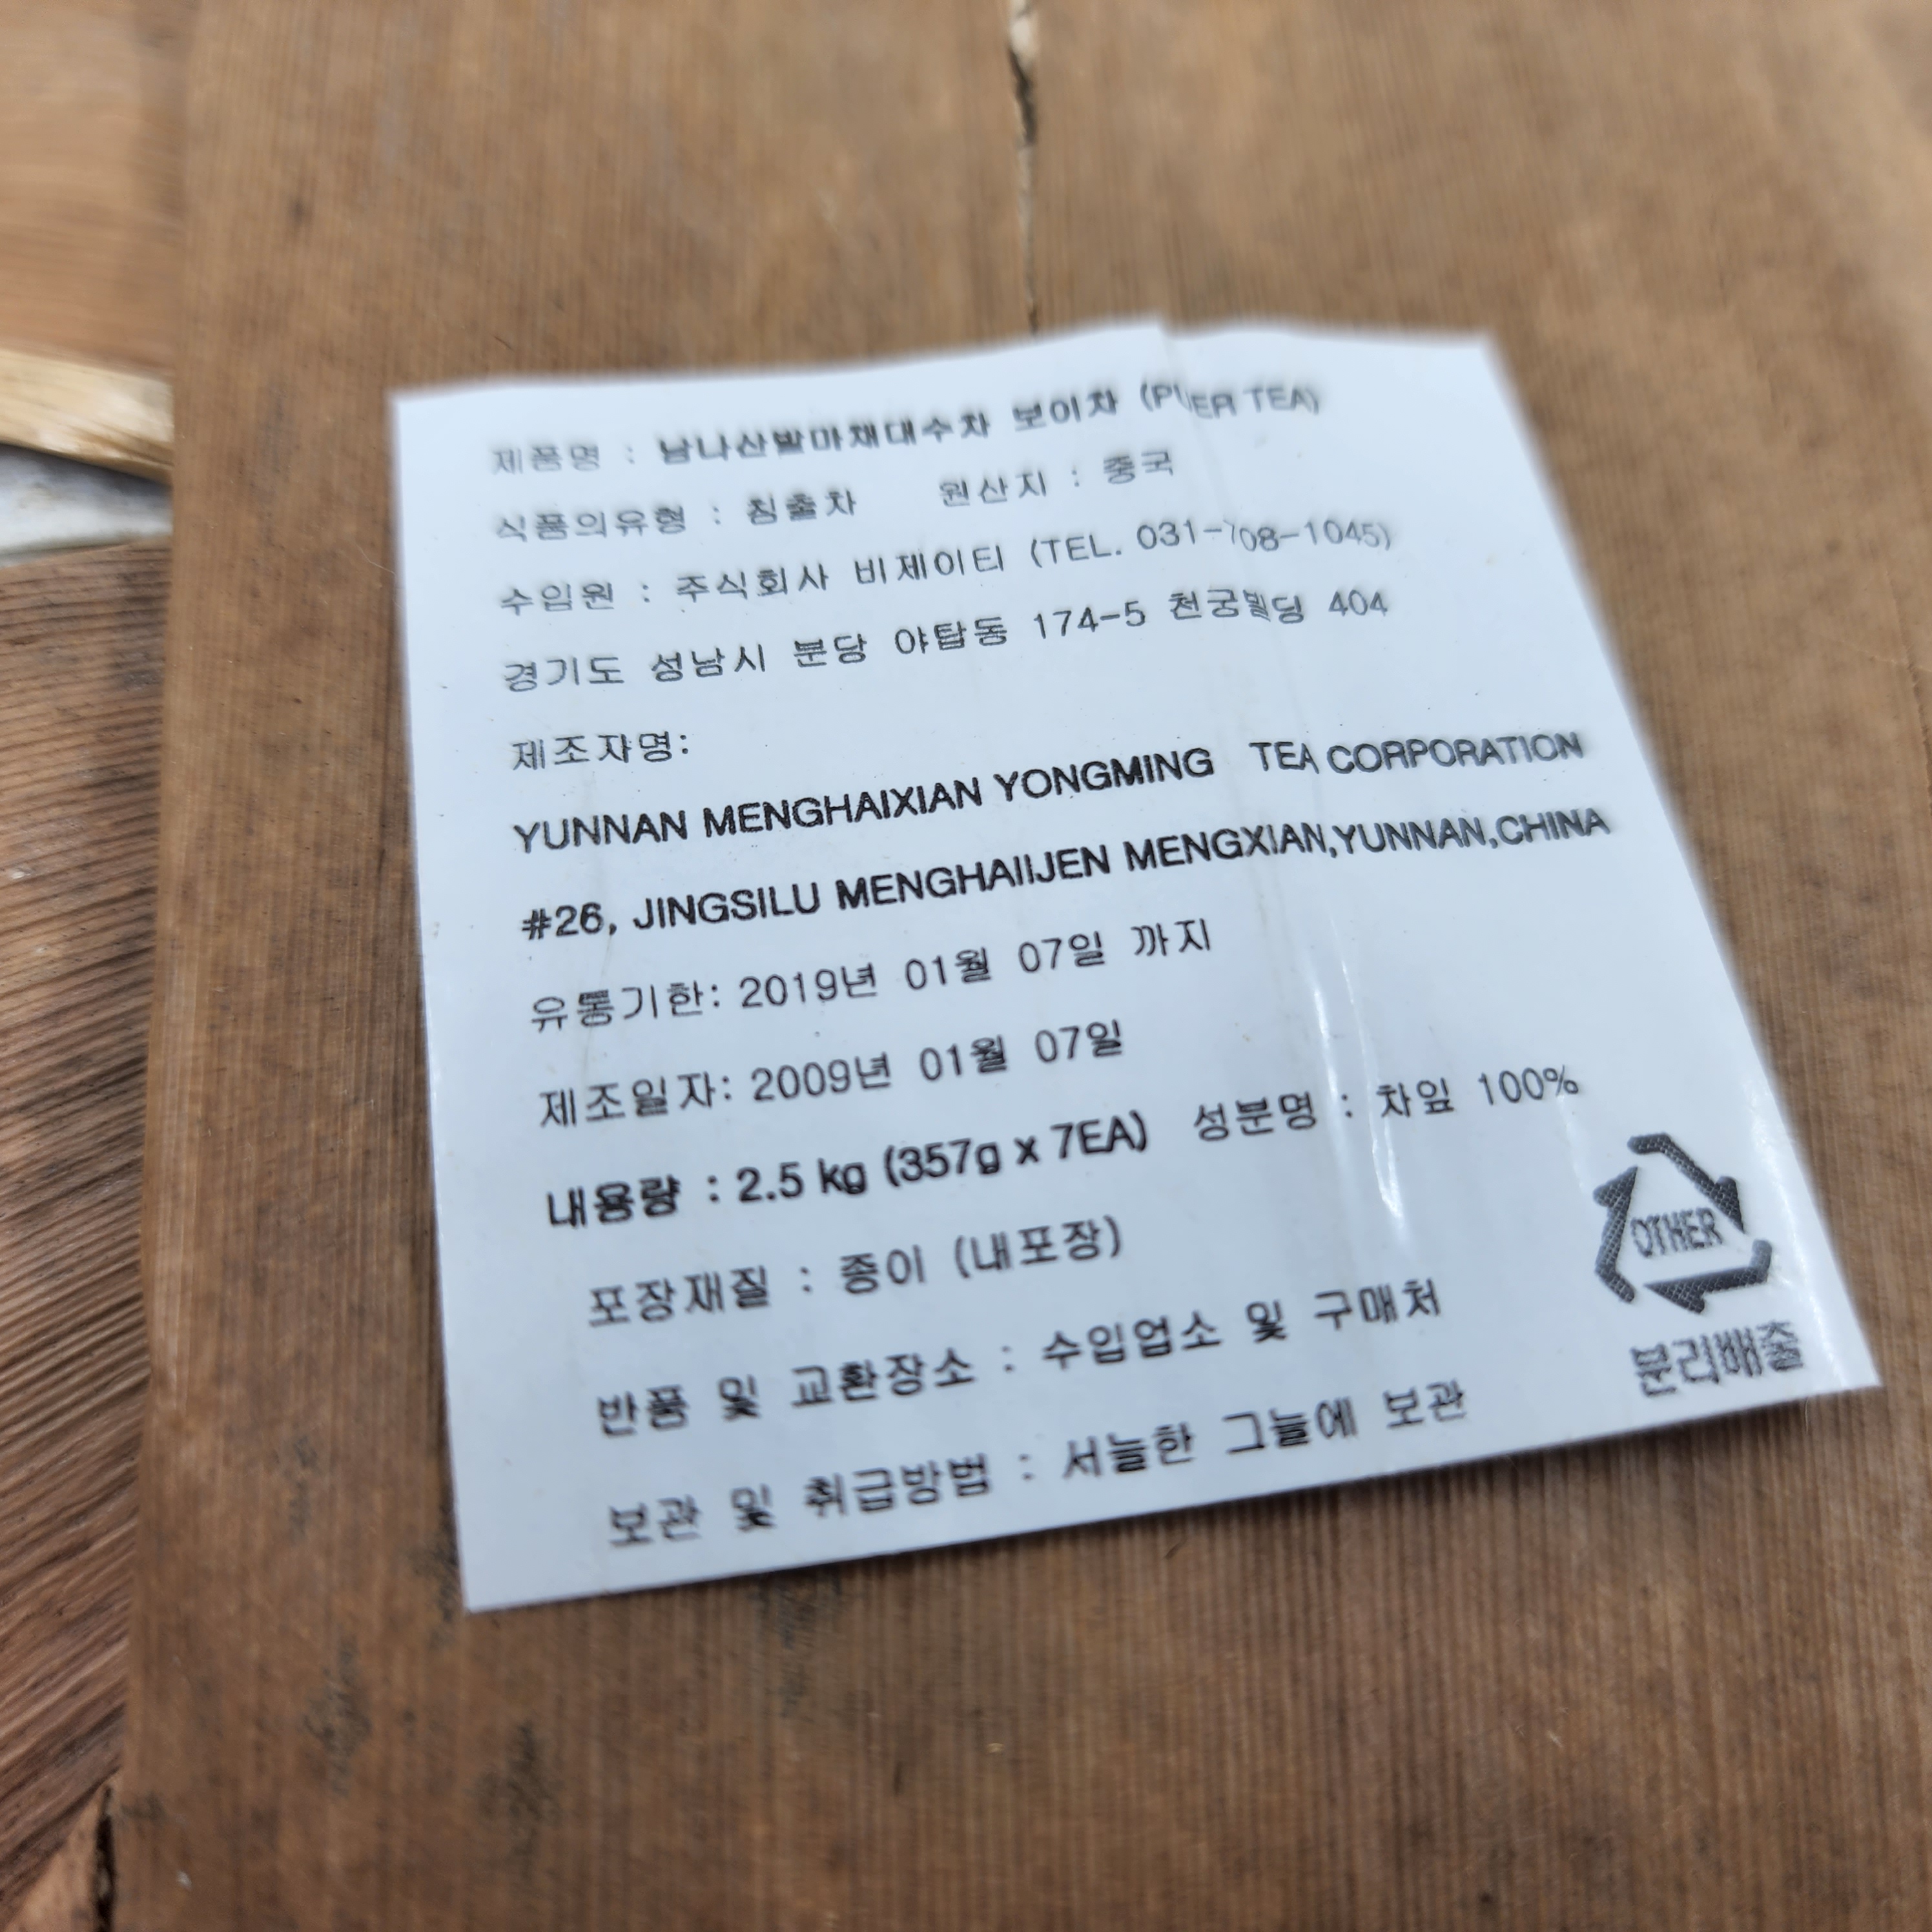 제품명 : 남나산발마채대수차 보이차 (PUER TEA)
식품의유형 : 침출차 원산지 : 중국
수입원 : 주식회사 비제이티 (TEL. 031-708-1045)
경기도 성남시 분당 야탑동 174-5 천궁빌딩 404
제조자명:
YUNNAN MENGHAIXIAN YONGMING TEA CORPORATION
#26, JINGSILU MENGHAIIJEN MENGXIAN,YUNNAN,CHINA
유통기한: 2019년 01월 07일 까지
제조일자: 2009년 01월 07일
내용량 : 2.5 kg (357g x 7EA) 성분명 : 차잎 100%
포장재질 : 종이 (내포장)
반품 및 교환장소 : 수입업소 및 구매처
보관 및 취급방법 : 서늘한 그늘에 보관
OTHER
분리배출